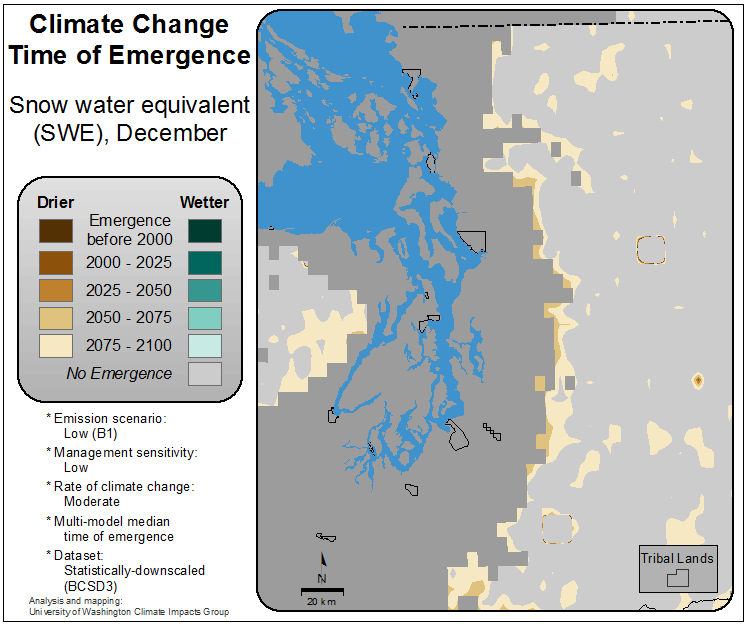 Climate Change
Time of Emergence
Snow water equivalent
(SWE), December
Drier
Wetter
Emergence
before 2000
2000 - 2025
2025 - 2050
2050 - 2075
2075 - 2100
No Emergence
* Emission scenario:
Low (B1)
* Management sensitivity:
Low
* Rate of climate change:
Moderate
* Multi-model median
time of emergence
* Dataset:
Statistically-downscaled
(BCSD3)
Analysis and mapping:
University of Washington Climate Impacts Group
N
20 km
Tribal Lands